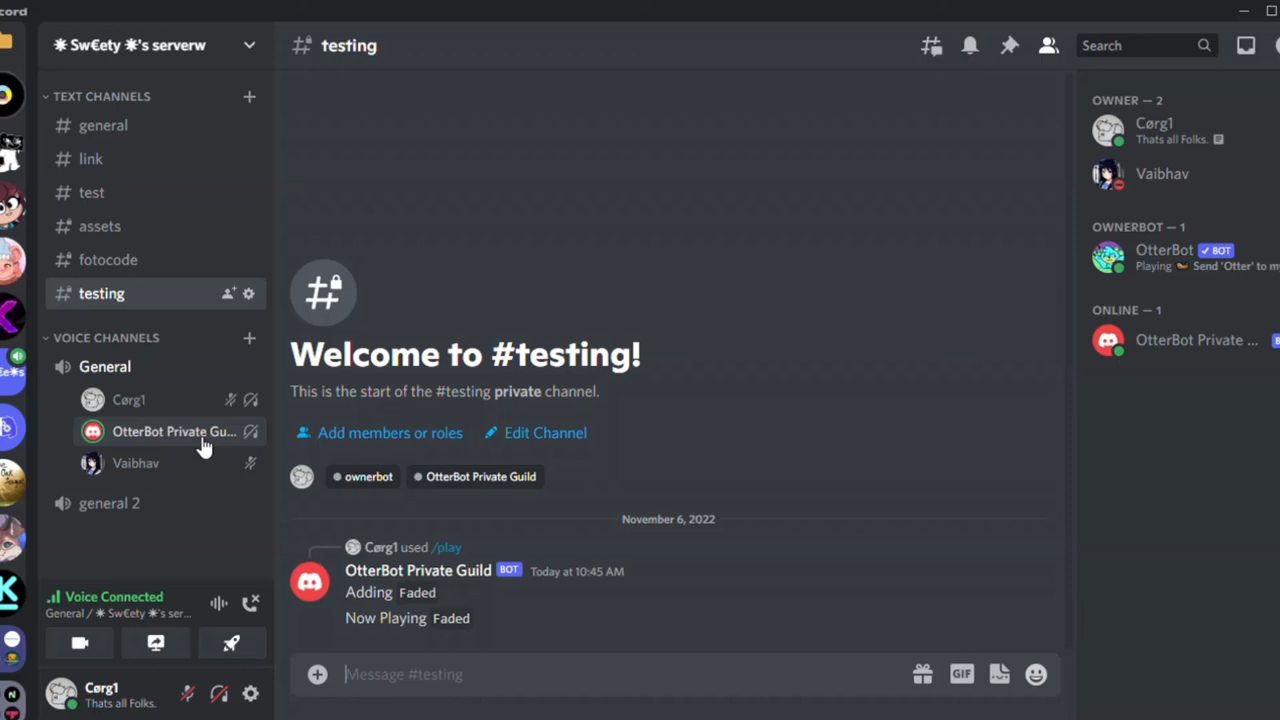 cord
✷ Sw€ety ✷'s serverw
TEXT CHANNELS
general
link
test
assets
fotocode
testing
VOICE CHANNELS
General
Cørg1
OtterBot Private Gu...
Vaibhav
general 2
Voice Connected
General / ✷ Sw€ety ✷'s ser...
Cørg1
Thats all Folks.
testing
Search
Welcome to #testing!
This is the start of the #testing private channel.
Add members or roles
Edit Channel
ownerbot
OtterBot Private Guild
November 6, 2022
Cørg1 used /play
OtterBot Private Guild BOT Today at 10:45 AM
Adding Faded
Now Playing Faded
Message #testing
GIF
OWNER — 2
Cørg1
Thats all Folks.
Vaibhav
OWNERBOT — 1
OtterBot ✓ BOT
Playing Send 'Otter' to m
ONLINE — 1
OtterBot Private ...